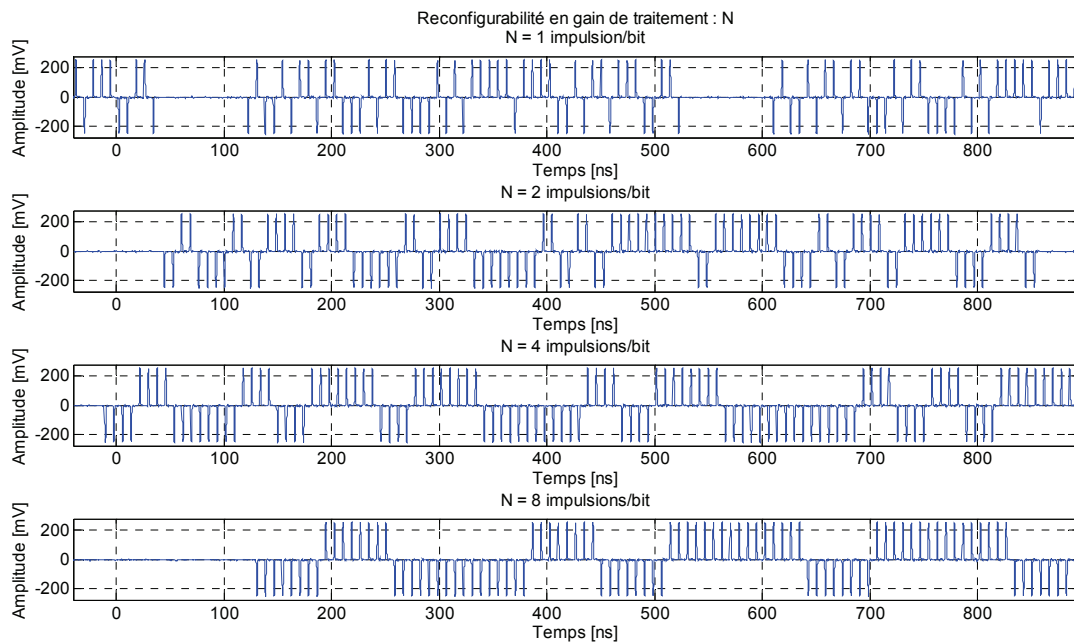 Reconfigurabilité en gain de traitement : N
N = 1 impulsion/bit
Amplitude [mV]
200
0
-200
0 100 200 300 400 500 600 700 800
Temps [ns]
N = 2 impulsions/bit
Amplitude [mV]
200
0
-200
0 100 200 300 400 500 600 700 800
Temps [ns]
N = 4 impulsions/bit
Amplitude [mV]
200
0
-200
0 100 200 300 400 500 600 700 800
Temps [ns]
N = 8 impulsions/bit
Amplitude [mV]
200
0
-200
0 100 200 300 400 500 600 700 800
Temps [ns]